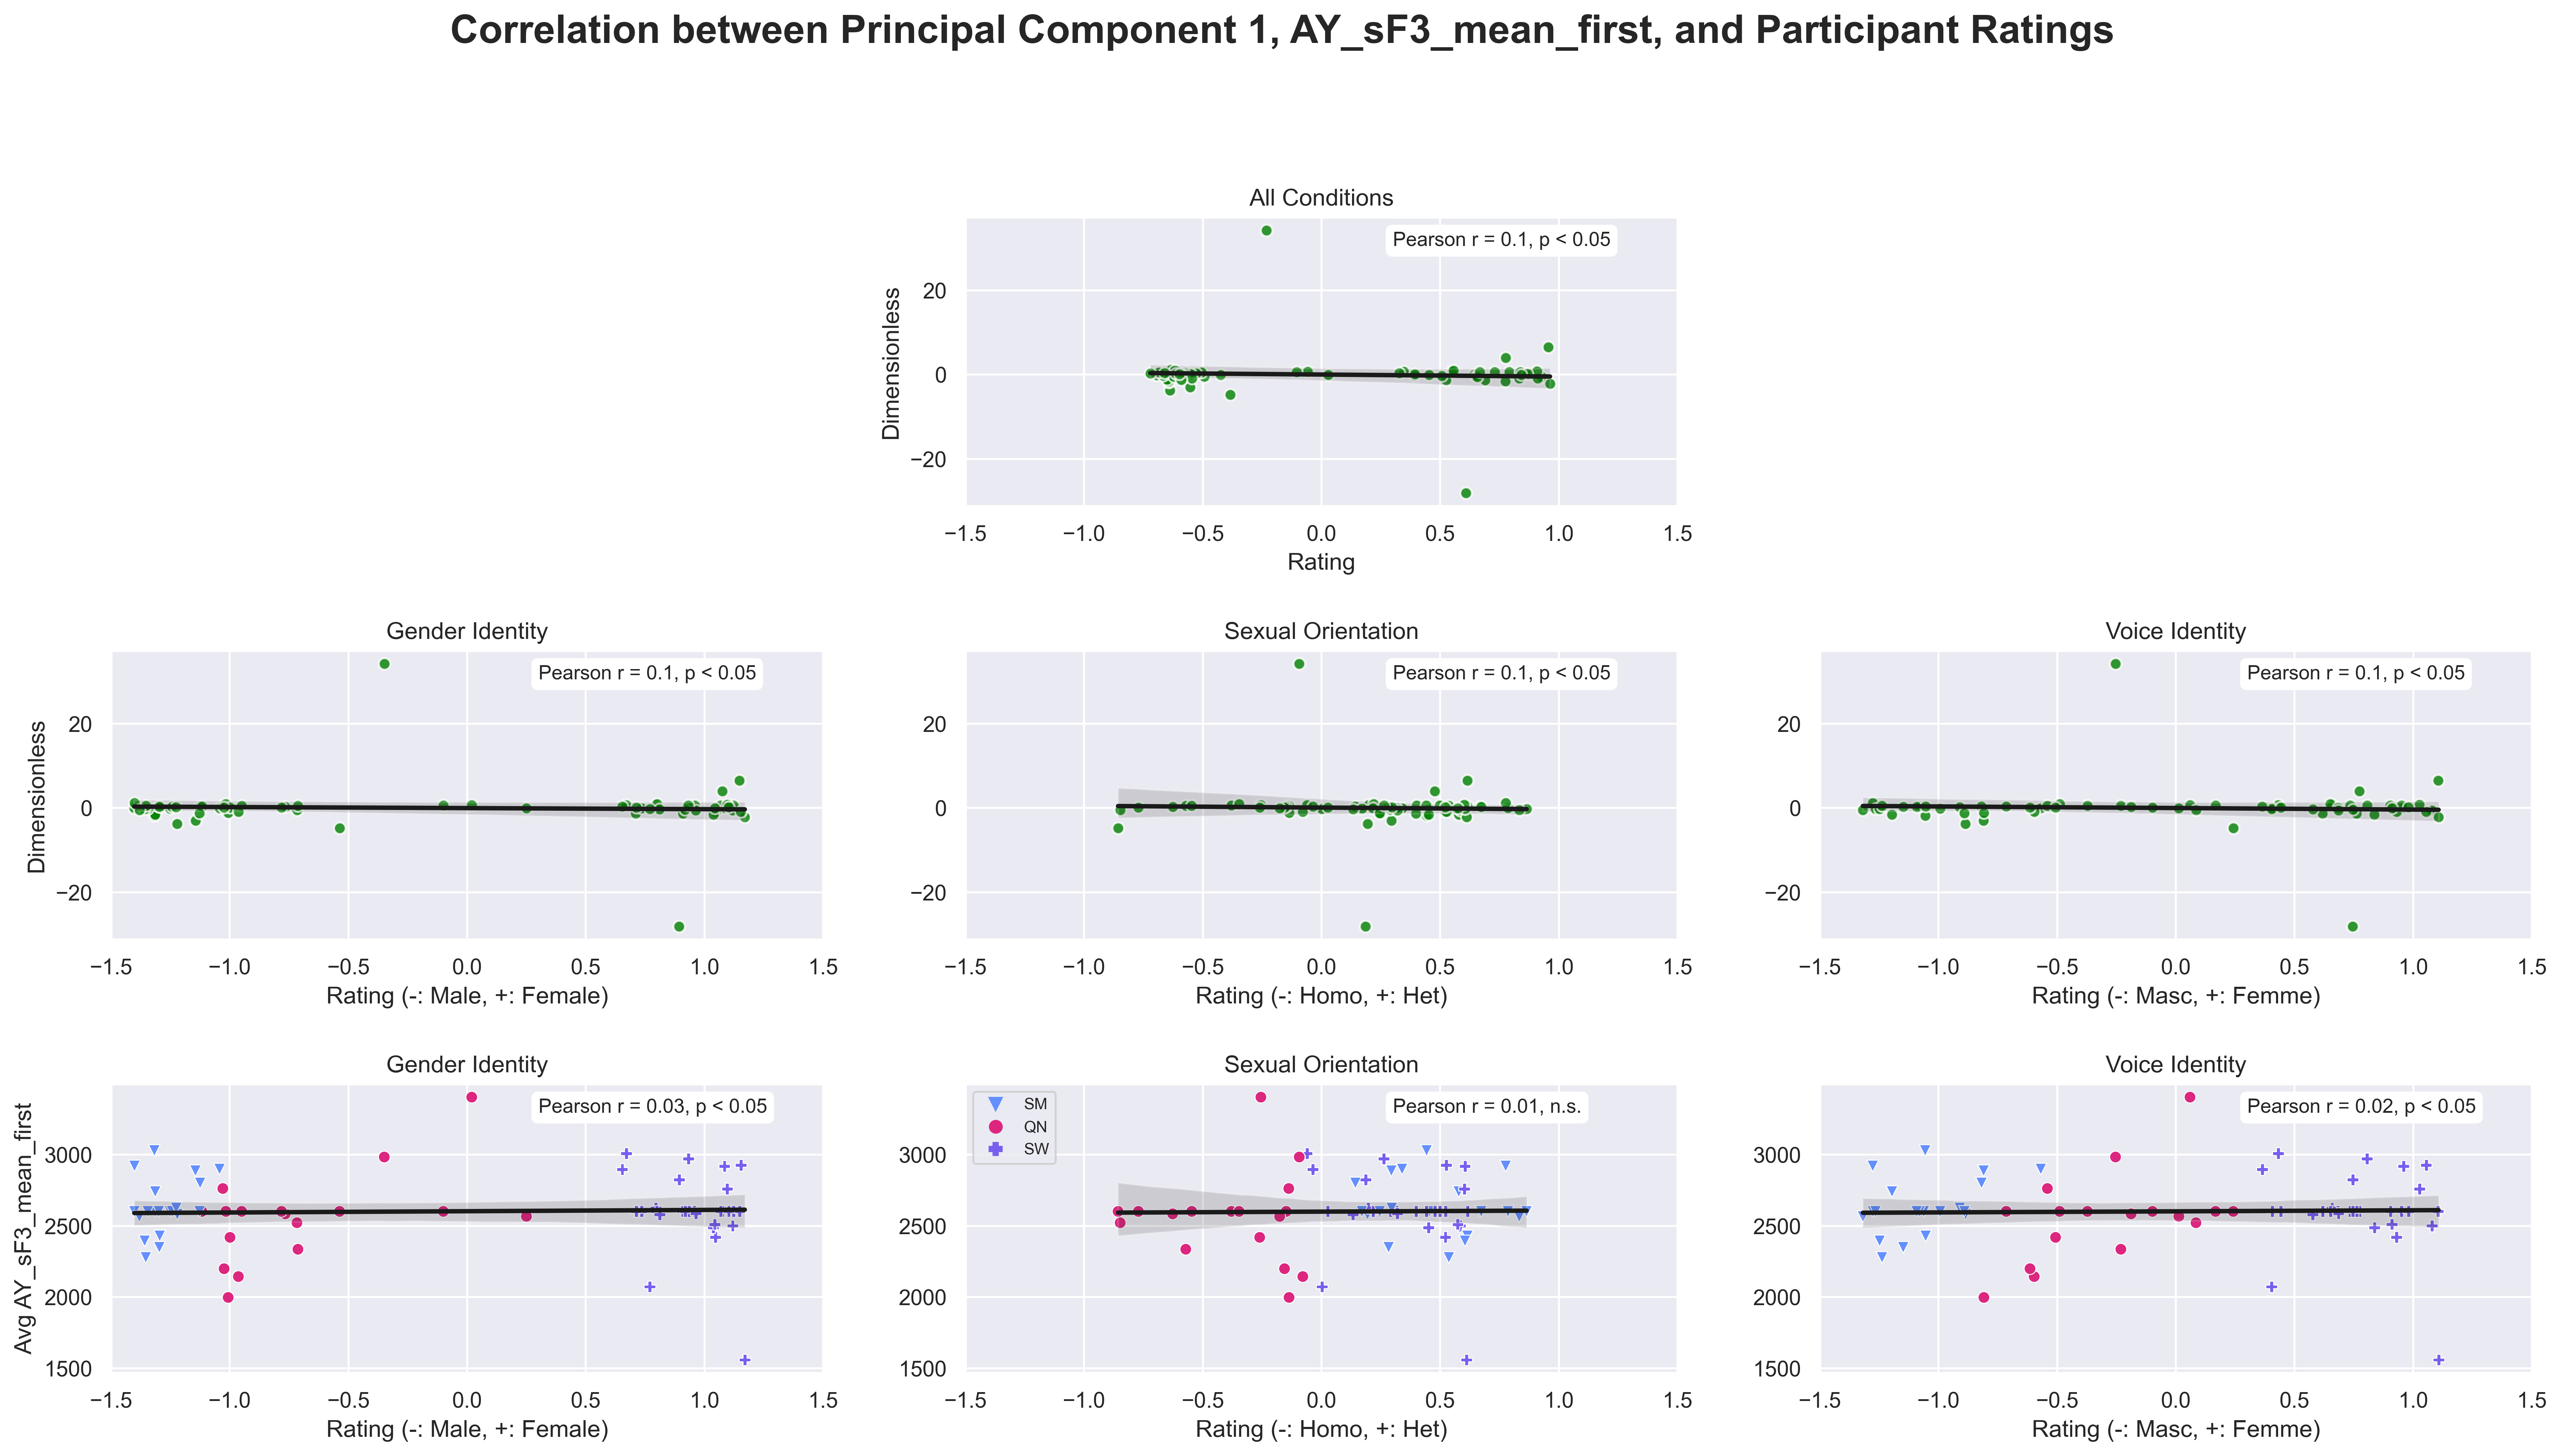 Correlation between Principal Component 1, AY_sF3_mean_first, and Participant Ratings
All Conditions
Pearson r = 0.1, p < 0.05
Dimensionless
20
0
−20
−1.5 −1.0 −0.5 0.0 0.5 1.0 1.5
Rating
Gender Identity
Pearson r = 0.1, p < 0.05
Dimensionless
20
0
−20
−1.5 −1.0 −0.5 0.0 0.5 1.0 1.5
Rating (-: Male, +: Female)
Sexual Orientation
Pearson r = 0.1, p < 0.05
20
0
−20
−1.5 −1.0 −0.5 0.0 0.5 1.0 1.5
Rating (-: Homo, +: Het)
Voice Identity
Pearson r = 0.1, p < 0.05
20
0
−20
−1.5 −1.0 −0.5 0.0 0.5 1.0 1.5
Rating (-: Masc, +: Femme)
Gender Identity
Pearson r = 0.03, p < 0.05
Avg AY_sF3_mean_first
3000
2500
2000
1500
−1.5 −1.0 −0.5 0.0 0.5 1.0 1.5
Rating (-: Male, +: Female)
Sexual Orientation
SM
QN
SW
Pearson r = 0.01, n.s.
3000
2500
2000
1500
−1.5 −1.0 −0.5 0.0 0.5 1.0 1.5
Rating (-: Homo, +: Het)
Voice Identity
Pearson r = 0.02, p < 0.05
3000
2500
2000
1500
−1.5 −1.0 −0.5 0.0 0.5 1.0 1.5
Rating (-: Masc, +: Femme)